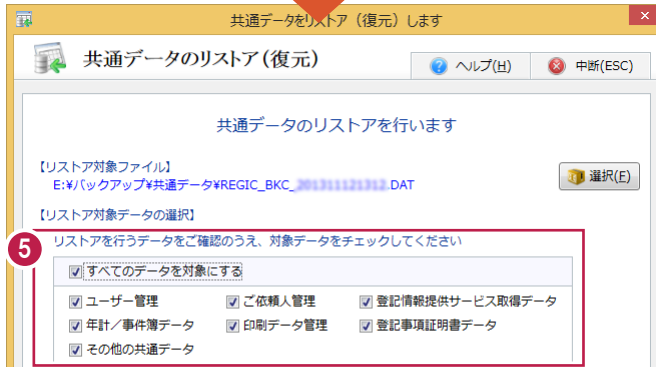 共通データをリストア（復元）します
共通データのリストア(復元)
ヘルプ(H)
中断(ESC)
共通データのリストアを行います
【リストア対象ファイル】
E:¥バックアップ¥共通データ¥REGIC_BKC_ .DAT
選択(F)
【リストア対象データの選択】
5
リストアを行うデータをご確認のうえ、対象データをチェックしてください
すべてのデータを対象にする
ユーザー管理 ご依頼人管理 登記情報提供サービス取得データ
年計／事件簿データ 印刷データ管理 登記事項証明書データ
その他の共通データ